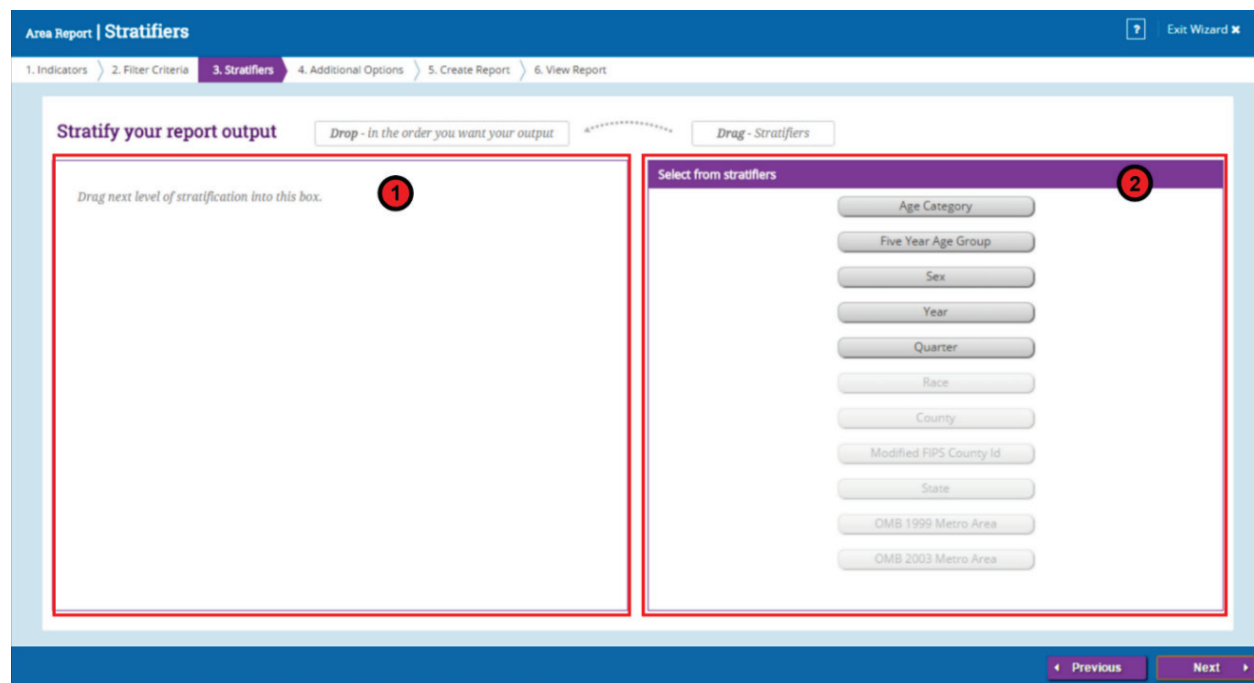 Area Report | Stratifiers
? Exit Wizard ×
1. Indicators 2. Filter Criteria 3. Stratifiers 4. Additional Options 5. Create Report 6. View Report
Stratify your report output
Drop - in the order you want your output
Drag - Stratifiers
Drag next level of stratification into this box.
1
Select from stratifiers
2
Age Category
Five Year Age Group
Sex
Year
Quarter
Race
County
Modified FIPS County Id
State
OMB 1999 Metro Area
OMB 2003 Metro Area
Previous
Next